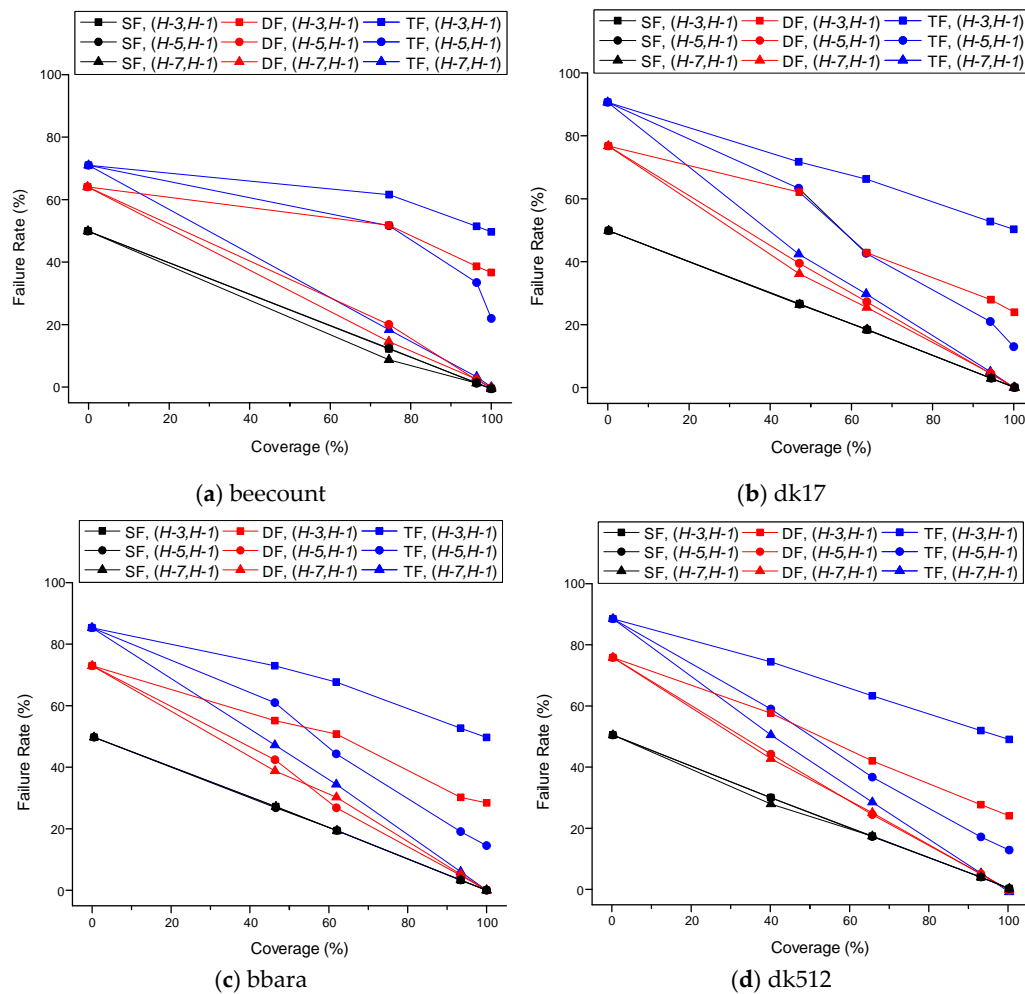 SF, (H-3,H-1) DF, (H-3,H-1) TF, (H-3,H-1)
SF, (H-5,H-1) DF, (H-5,H-1) TF, (H-5,H-1)
SF, (H-7,H-1) DF, (H-7,H-1) TF, (H-7,H-1)
100
80
60
40
20
0
Failure Rate (%)
0 20 40 60 80 100
Coverage (%)
(a) beecount
SF, (H-3,H-1) DF, (H-3,H-1) TF, (H-3,H-1)
SF, (H-5,H-1) DF, (H-5,H-1) TF, (H-5,H-1)
SF, (H-7,H-1) DF, (H-7,H-1) TF, (H-7,H-1)
100
80
60
40
20
0
Failure Rate (%)
0 20 40 60 80 100
Coverage (%)
(b) dk17
SF, (H-3,H-1) DF, (H-3,H-1) TF, (H-3,H-1)
SF, (H-5,H-1) DF, (H-5,H-1) TF, (H-5,H-1)
SF, (H-7,H-1) DF, (H-7,H-1) TF, (H-7,H-1)
100
80
60
40
20
0
Failure Rate (%)
0 20 40 60 80 100
Coverage (%)
(c) bbara
SF, (H-3,H-1) DF, (H-3,H-1) TF, (H-3,H-1)
SF, (H-5,H-1) DF, (H-5,H-1) TF, (H-5,H-1)
SF, (H-7,H-1) DF, (H-7,H-1) TF, (H-7,H-1)
100
80
60
40
20
0
Failure Rate (%)
0 20 40 60 80 100
Coverage (%)
(d) dk512